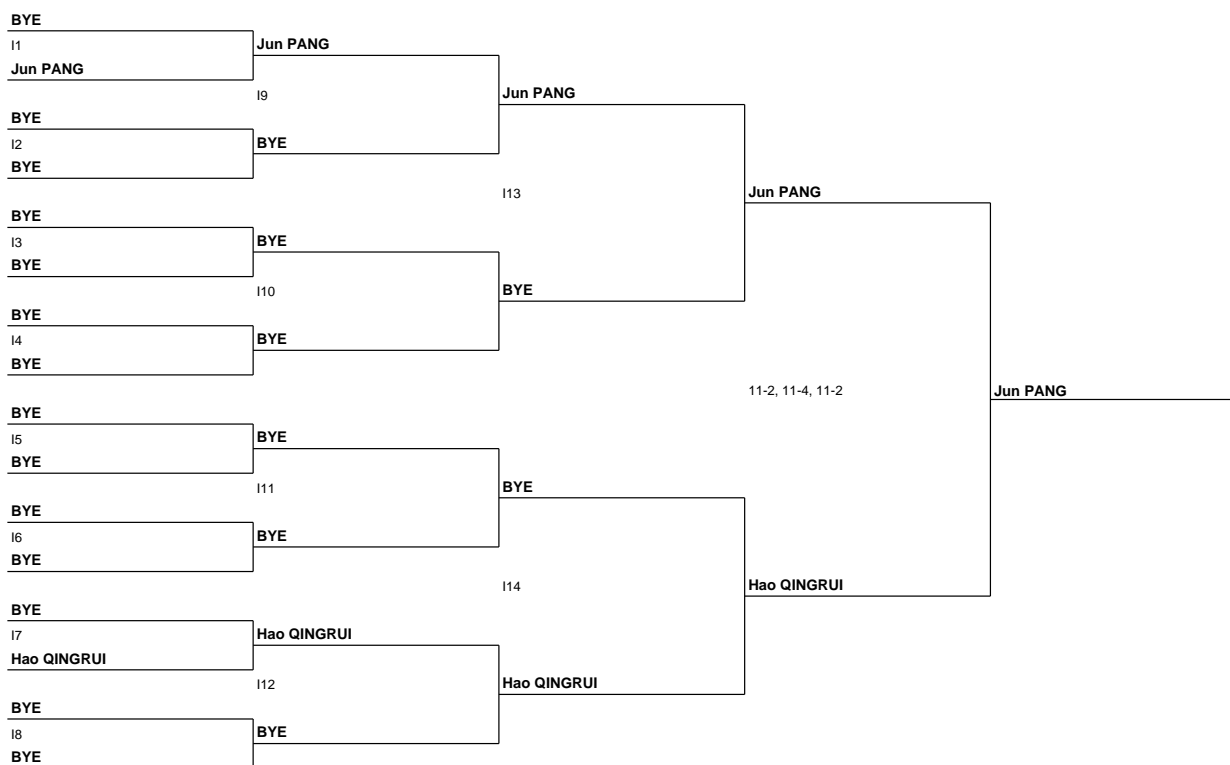 BYE
I1
Jun PANG
Jun PANG
I9
Jun PANG
BYE
I2
BYE
BYE
I13
Jun PANG
BYE
I3
BYE
BYE
I10
BYE
BYE
I4
BYE
BYE
11-2, 11-4, 11-2
Jun PANG
BYE
I5
BYE
BYE
I11
BYE
BYE
I6
BYE
BYE
I14
Hao QINGRUI
BYE
I7
Hao QINGRUI
Hao QINGRUI
I12
Hao QINGRUI
BYE
I8
BYE
BYE